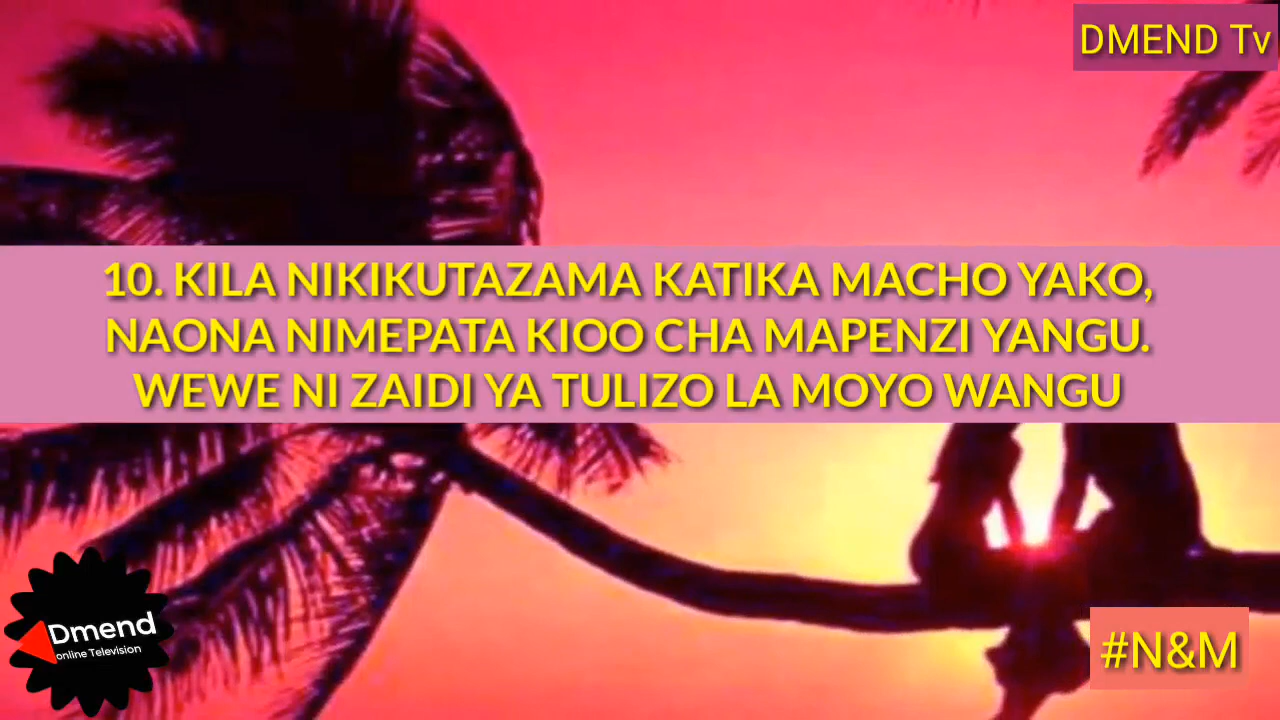 DMEND Tv
10. KILA NIKIKUTAZAMA KATIKA MACHO YAKO,
NAONA NIMEPATA KIOO CHA MAPENZI YANGU.
WEWE NI ZAIDI YA TULIZO LA MOYO WANGU
Dmend
online Television
#N&M